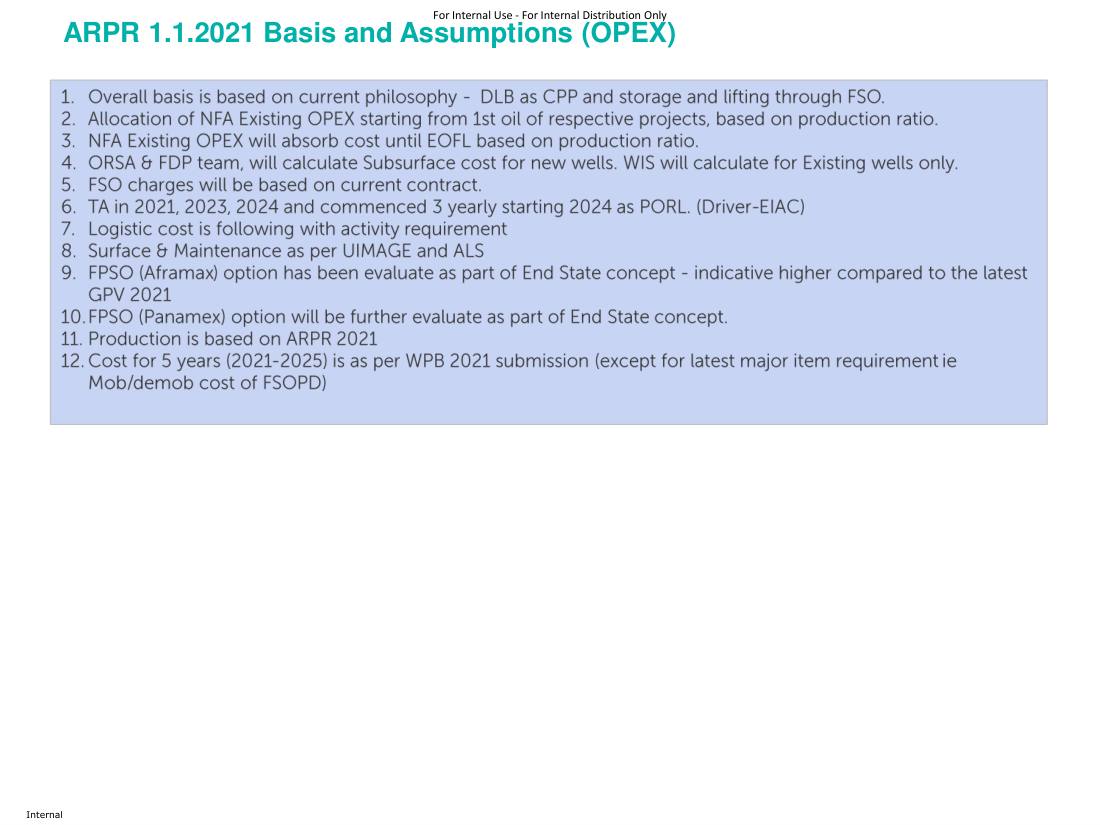 For Internal Use - For Internal Distribution Only
ARPR 1.1.2021 Basis and Assumptions (OPEX)
1. Overall basis is based on current philosophy - DLB as CPP and storage and lifting through FSO.
2. Allocation of NFA Existing OPEX starting from 1st oil of respective projects, based on production ratio.
3. NFA Existing OPEX will absorb cost until EOFL based on production ratio.
4. ORSA & FDP team, will calculate Subsurface cost for new wells. WIS will calculate for Existing wells only.
5. FSO charges will be based on current contract.
6. TA in 2021, 2023, 2024 and commenced 3 yearly starting 2024 as PORL. (Driver-EIAC)
7. Logistic cost is following with activity requirement
8. Surface & Maintenance as per UIMAGE and ALS
9. FPSO (Aframax) option has been evaluate as part of End State concept - indicative higher compared to the latest
GPV 2021
10. FPSO (Panamex) option will be further evaluate as part of End State concept.
11. Production is based on ARPR 2021
12. Cost for 5 years (2021-2025) is as per WPB 2021 submission (except for latest major item requirement ie
Mob/demob cost of FSOPD)
Internal